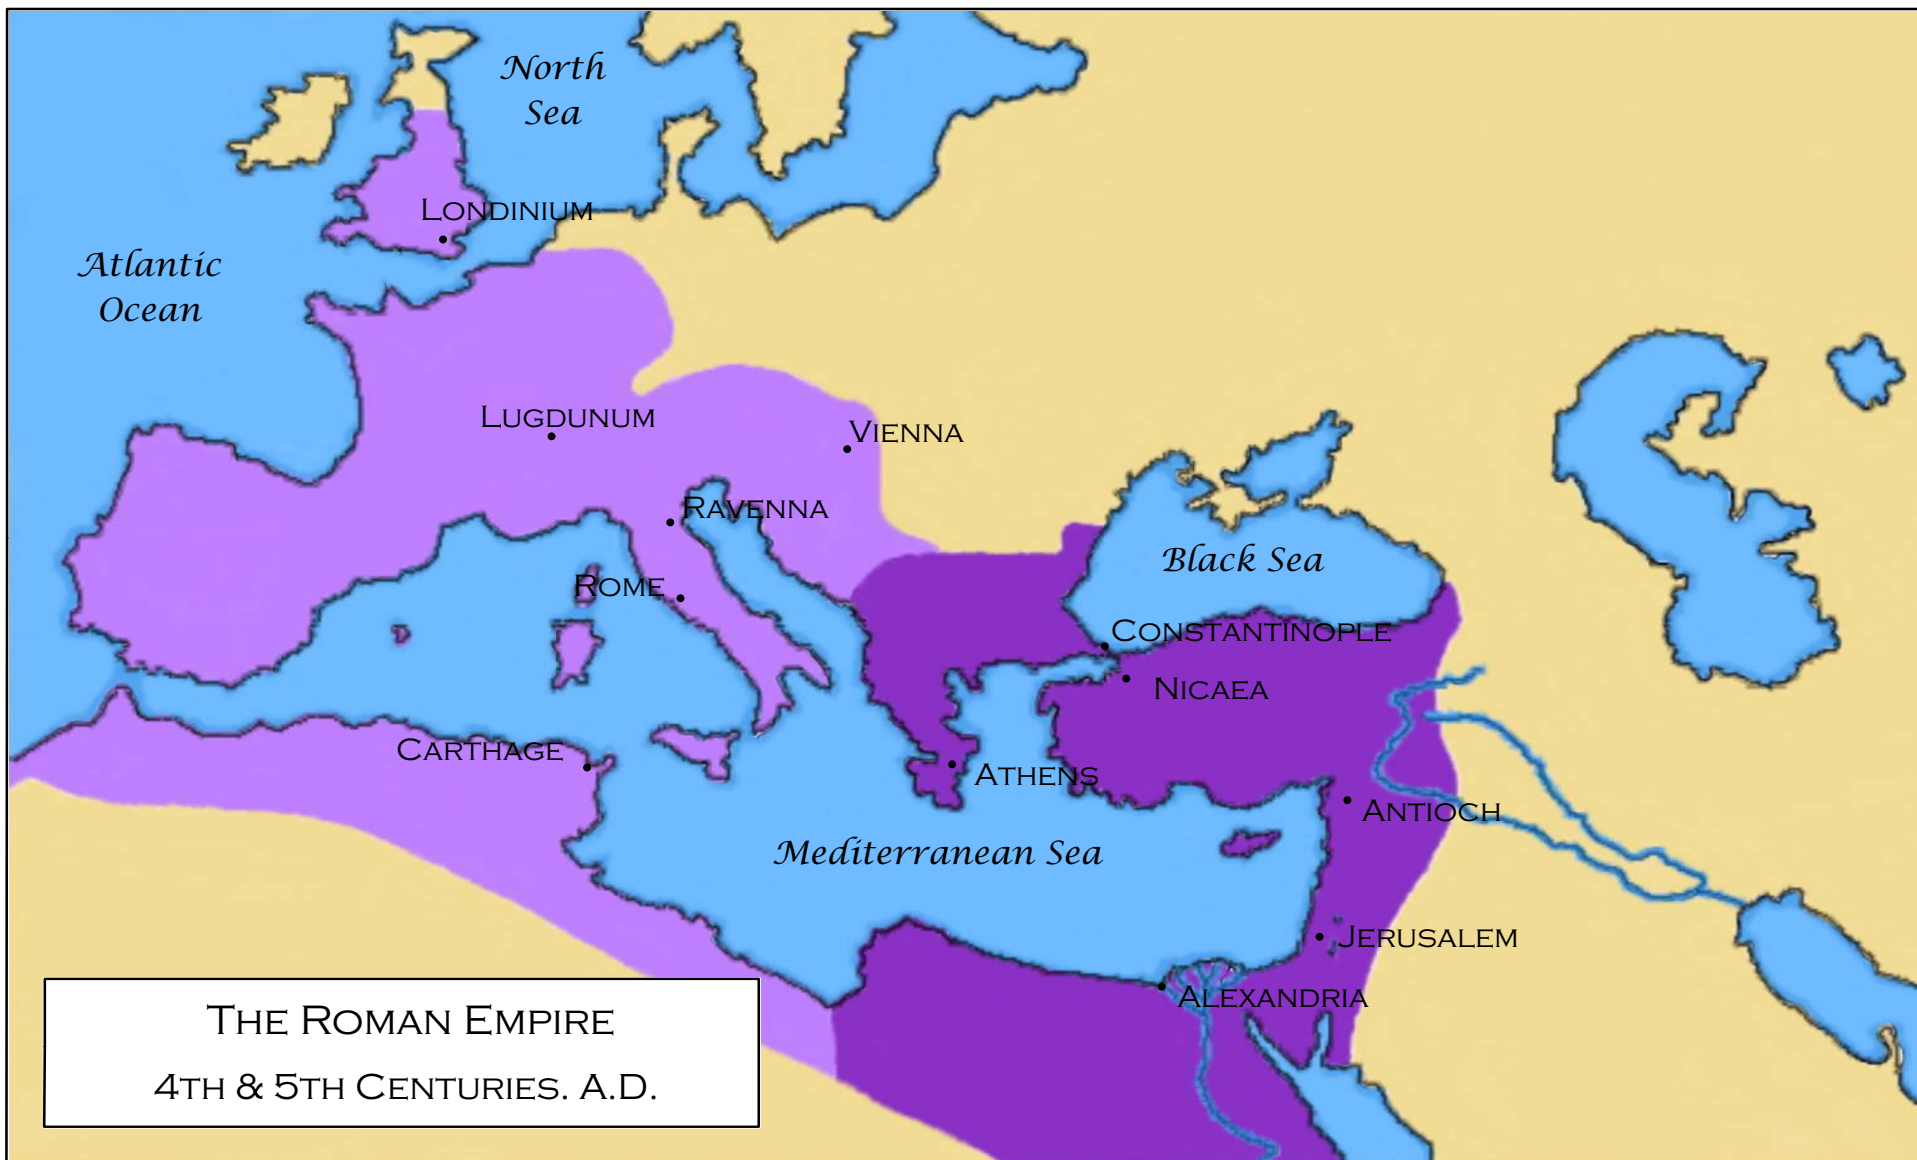 North
Sea
LONDINIUM
Atlantic
Ocean
LUGDUNUM
VIENNA
RAVENNA
Black Sea
ROME
CONSTANTINOPLE
NICAEA
CARTHAGE
ATHENS
ANTIOCH
Mediterranean Sea
JERUSALEM
ALEXANDRIA
THE ROMAN EMPIRE
4TH & 5TH CENTURIES. A.D.